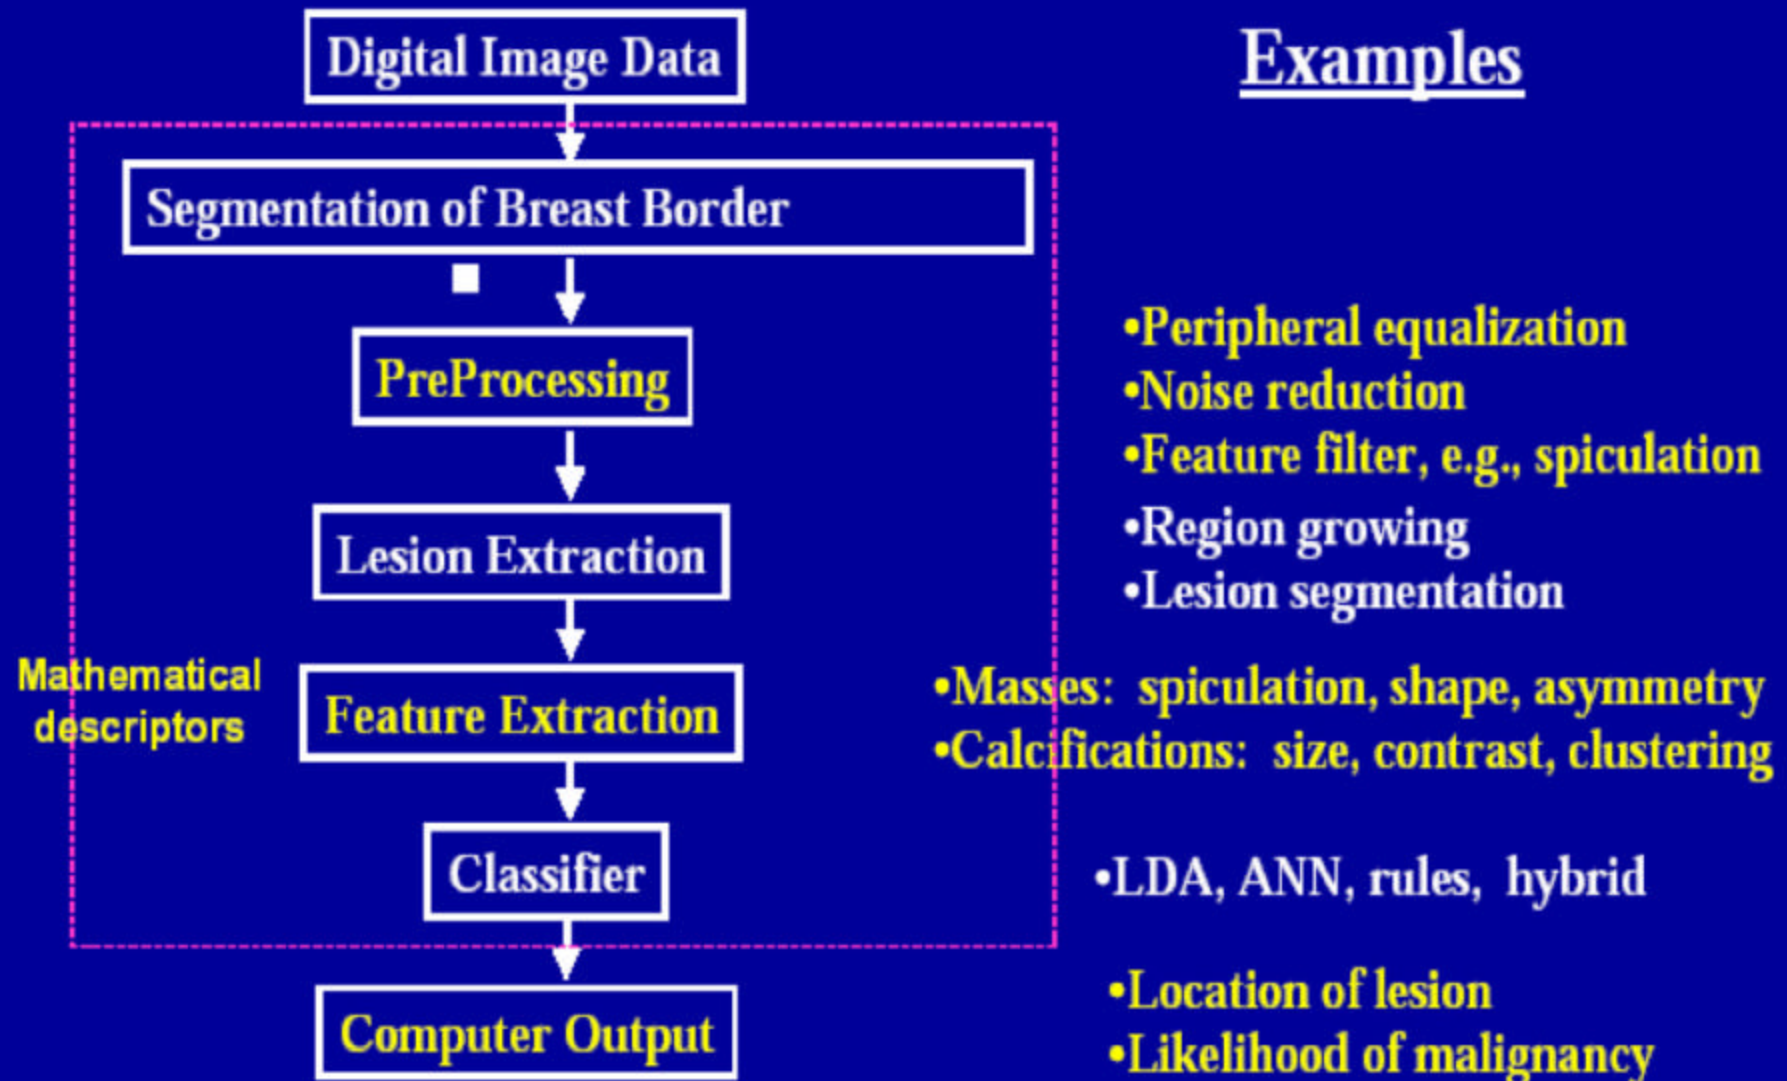 Digital Image Data
Examples
Segmentation of Breast Border
PreProcessing
•Peripheral equalization
•Noise reduction
•Feature filter, e.g., spiculation
Lesion Extraction
•Region growing
•Lesion segmentation
Mathematical
descriptors
Feature Extraction
•Masses: spiculation, shape, asymmetry
•Calcifications: size, contrast, clustering
Classifier
•LDA, ANN, rules, hybrid
Computer Output
•Location of lesion
•Likelihood of malignancy